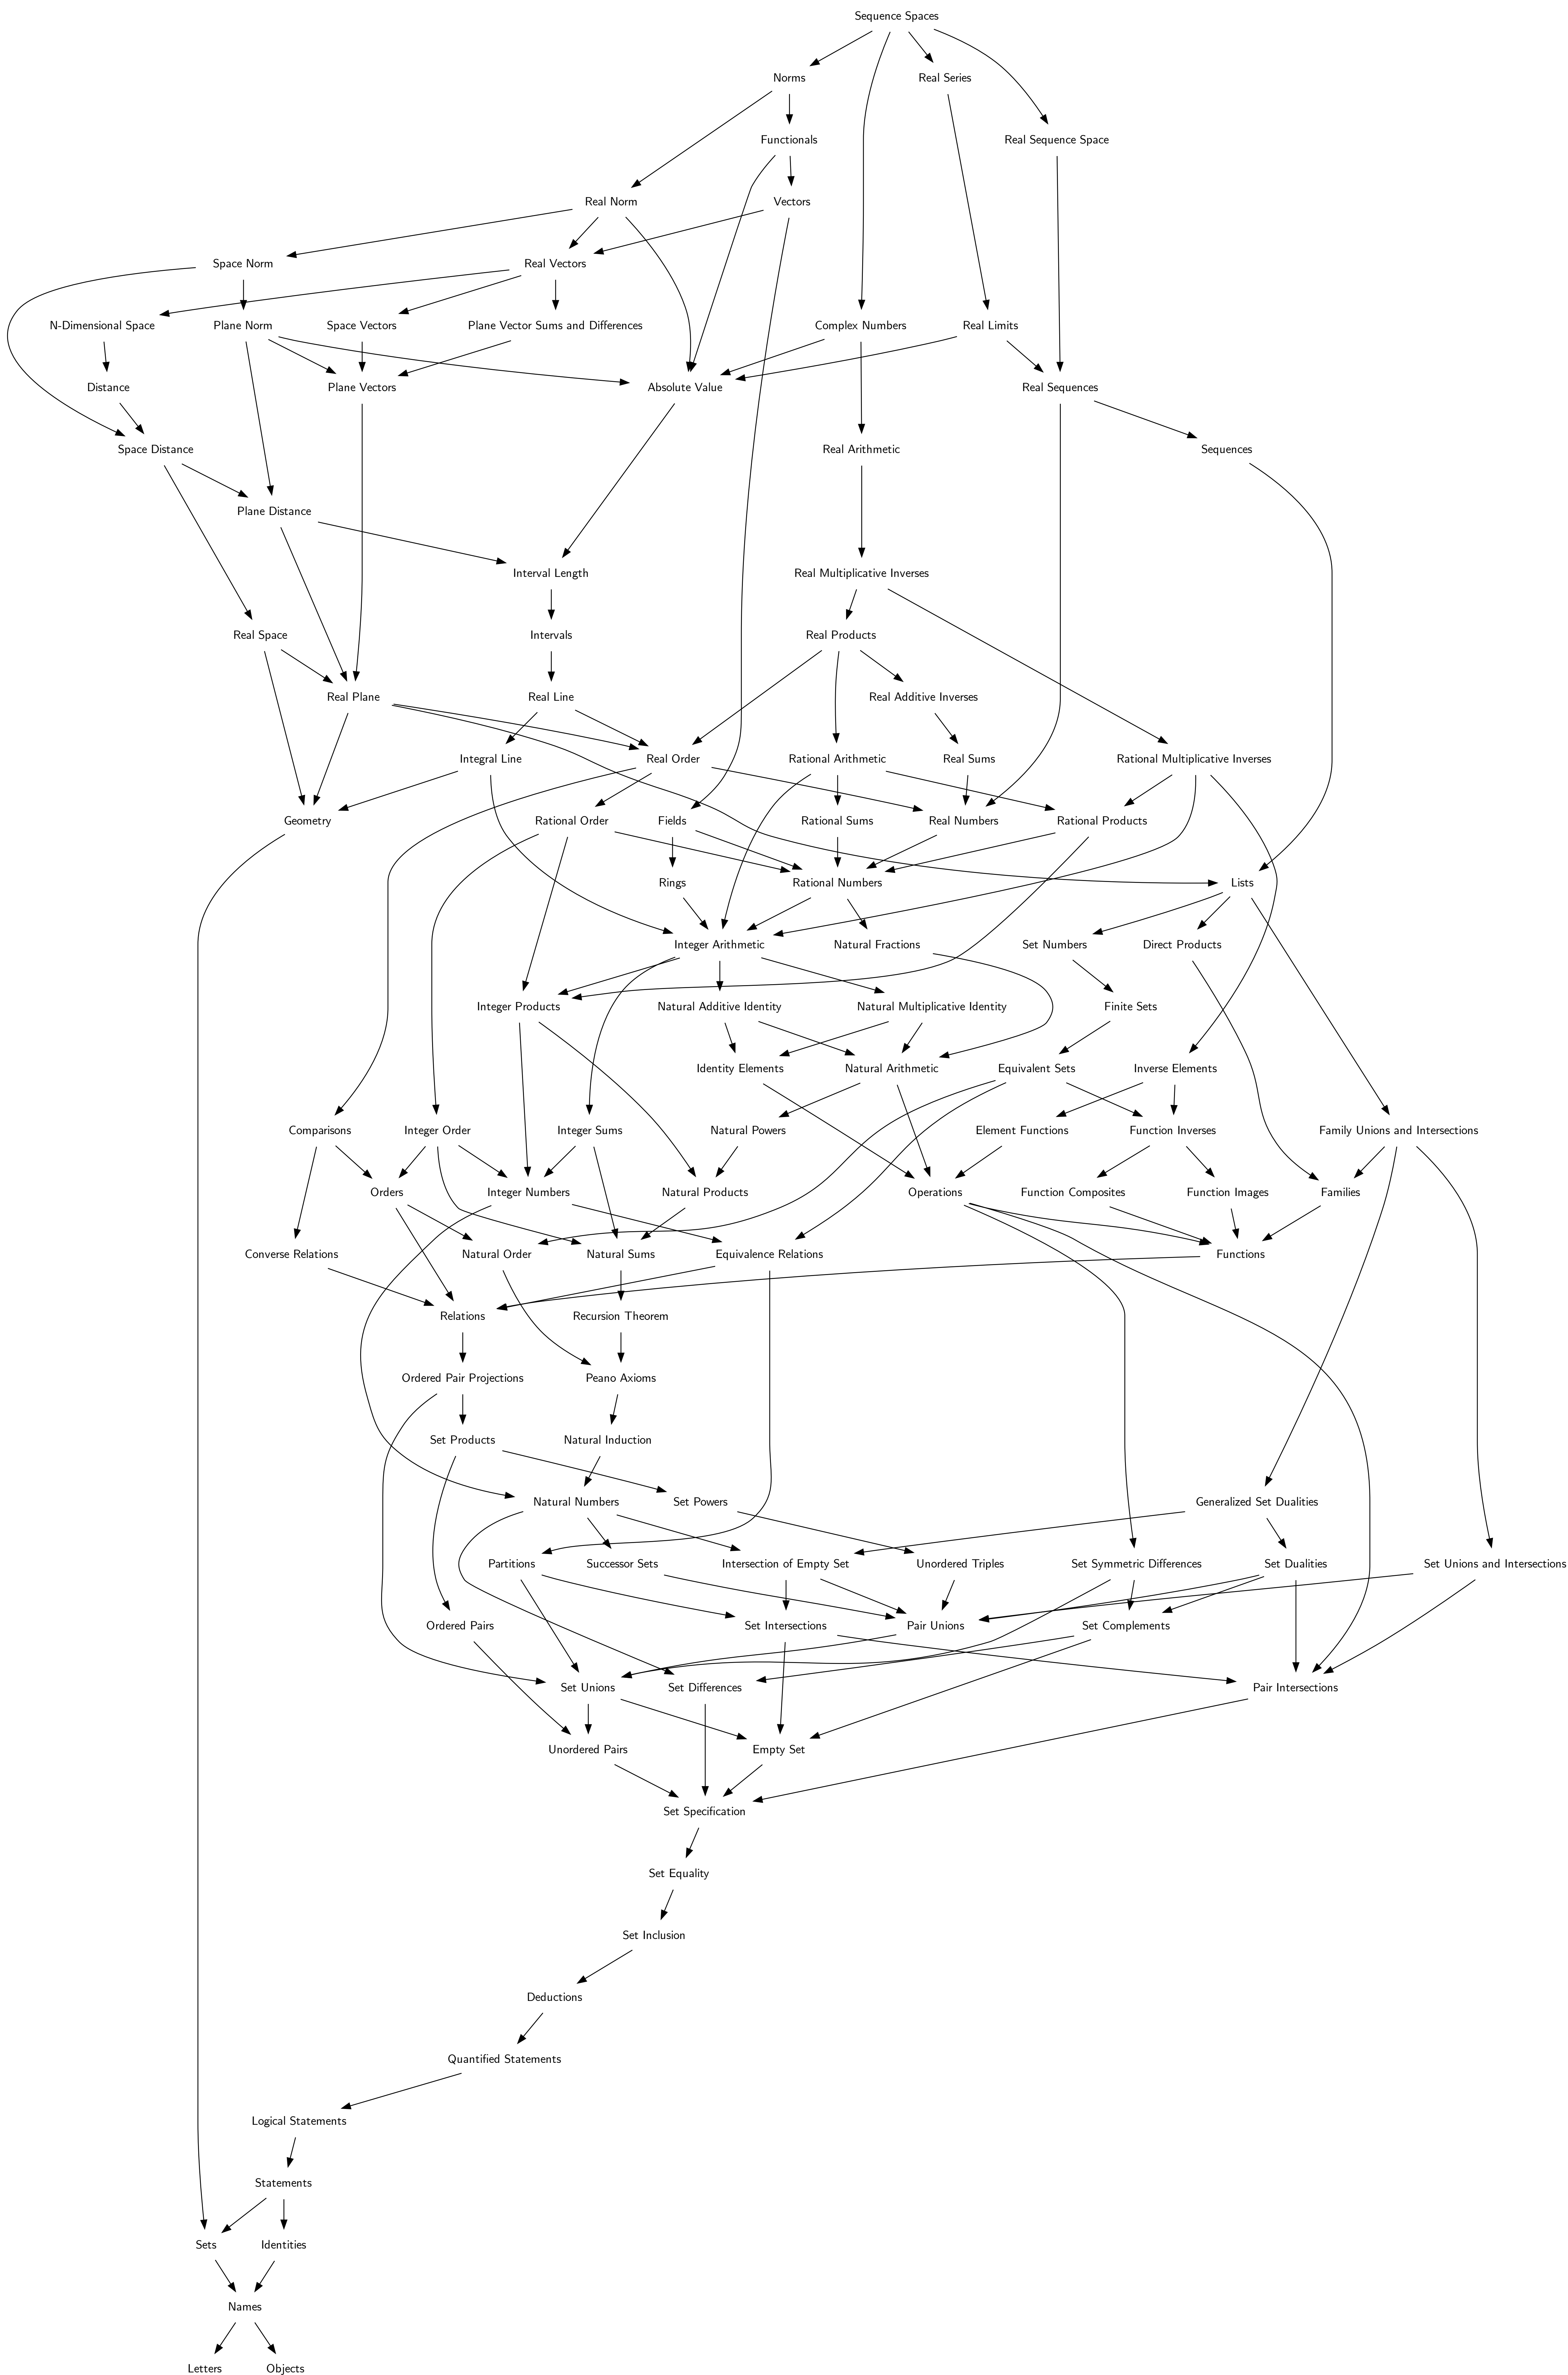 Sequence Spaces
Norms
Real Series
Functionals
Real Sequence Space
Real Norm
Vectors
Space Norm
Real Vectors
N-Dimensional Space
Plane Norm
Space Vectors
Plane Vector Sums and Differences
Complex Numbers
Real Limits
Distance
Plane Vectors
Absolute Value
Real Sequences
Space Distance
Real Arithmetic
Sequences
Plane Distance
Interval Length
Real Multiplicative Inverses
Real Space
Intervals
Real Products
Real Plane
Real Line
Real Additive Inverses
Integral Line
Real Order
Rational Arithmetic
Real Sums
Rational Multiplicative Inverses
Geometry
Rational Order
Fields
Rational Sums
Real Numbers
Rational Products
Rings
Rational Numbers
Lists
Integer Arithmetic
Natural Fractions
Set Numbers
Direct Products
Integer Products
Natural Additive Identity
Natural Multiplicative Identity
Finite Sets
Identity Elements
Natural Arithmetic
Equivalent Sets
Inverse Elements
Comparisons
Integer Order
Integer Sums
Natural Powers
Element Functions
Function Inverses
Family Unions and Intersections
Orders
Integer Numbers
Natural Products
Operations
Function Composites
Function Images
Families
Converse Relations
Natural Order
Natural Sums
Equivalence Relations
Functions
Relations
Recursion Theorem
Ordered Pair Projections
Peano Axioms
Set Products
Natural Induction
Natural Numbers
Set Powers
Generalized Set Dualities
Partitions
Successor Sets
Intersection of Empty Set
Unordered Triples
Set Symmetric Differences
Set Dualities
Set Unions and Intersections
Ordered Pairs
Set Intersections
Pair Unions
Set Complements
Set Unions
Set Differences
Pair Intersections
Unordered Pairs
Empty Set
Set Specification
Set Equality
Set Inclusion
Deductions
Quantified Statements
Logical Statements
Statements
Sets
Identities
Names
Letters
Objects